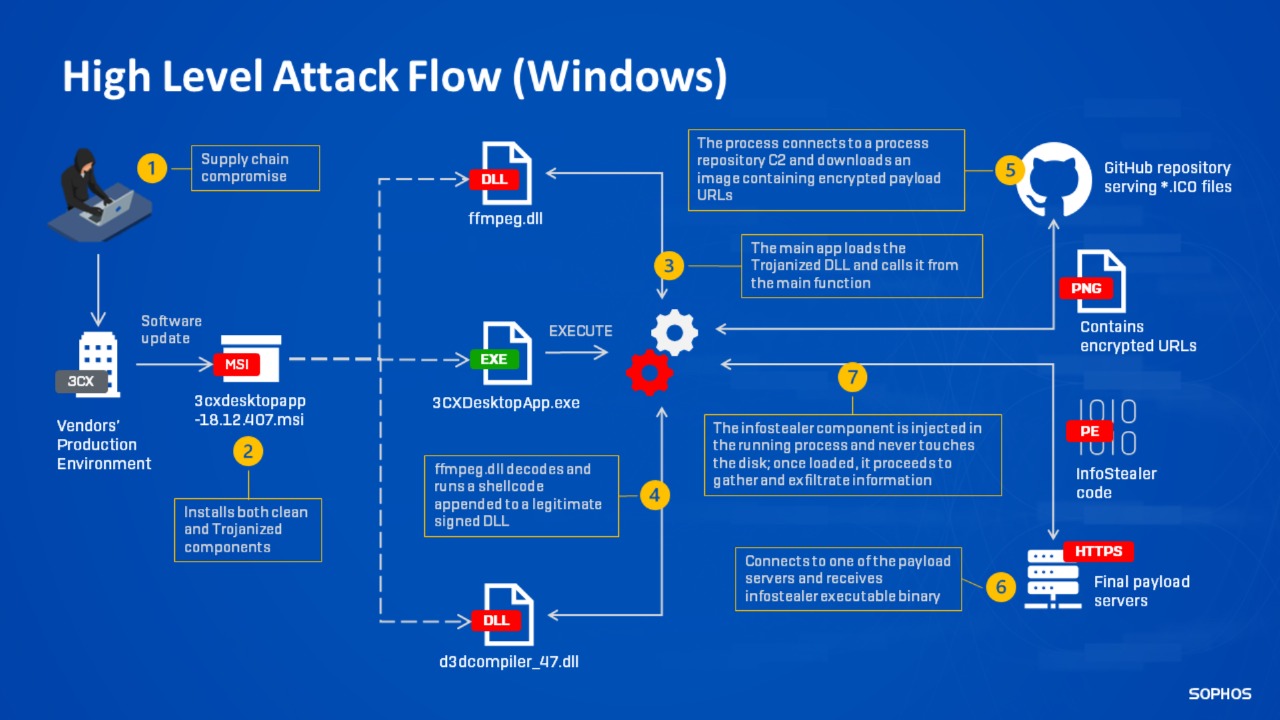 High Level Attack Flow (Windows)
1
Supply chain
compromise
3CX
Vendors'
Production
Environment
Software
update
MSI
3cxdesktopapp
-18.12.407.msi
2
Installs both clean
and Trojanized
components
DLL
ffmpeg.dll
EXE
3CXDesktopApp.exe
EXECUTE
ffmpeg.dll decodes and
runs a shellcode
appended to a legitimate
signed DLL
4
DLL
d3dcompiler_47.dll
The process connects to a process
repository C2 and downloads an
image containing encrypted payload
URLs
5
GitHub repository
serving *.ICO files
3
The main app loads the
Trojanized DLL and calls it from
the main function
PNG
Contains
encrypted URLs
7
The infostealer component is injected in
the running process and never touches
the disk; once loaded, it proceeds to
gather and exfiltrate information
1010
PE
1010
InfoStealer
code
Connects to one of the payload
servers and receives
infostealer executable binary
6
HTTPS
Final payload
servers
SOPHOS